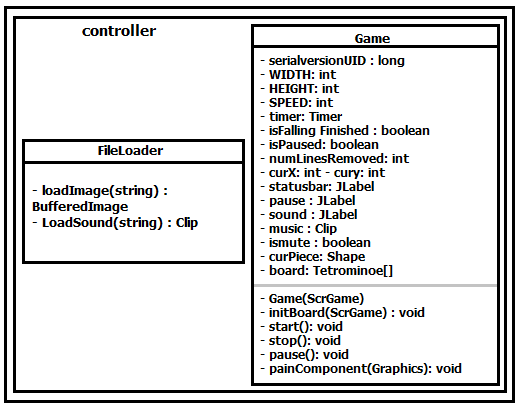 controller
FileLoader
- loadImage(string) :
BufferedImage
- LoadSound(string) : Clip
Game
- serialversionUID : long
- WIDTH: int
- HEIGHT: int
- SPEED: int
- timer: Timer
- isFalling Finished : boolean
- isPaused: boolean
- numLinesRemoved: int
- curX: int - cury: int
- statusbar: JLabel
- pause : JLabel
- sound : JLabel
- music : Clip
- ismute : boolean
- curPiece: Shape
- board: Tetrominoe[]
- Game(ScrGame)
- initBoard(ScrGame) : void
- start(): void
- stop(): void
- pause(): void
- painComponent(Graphics): void